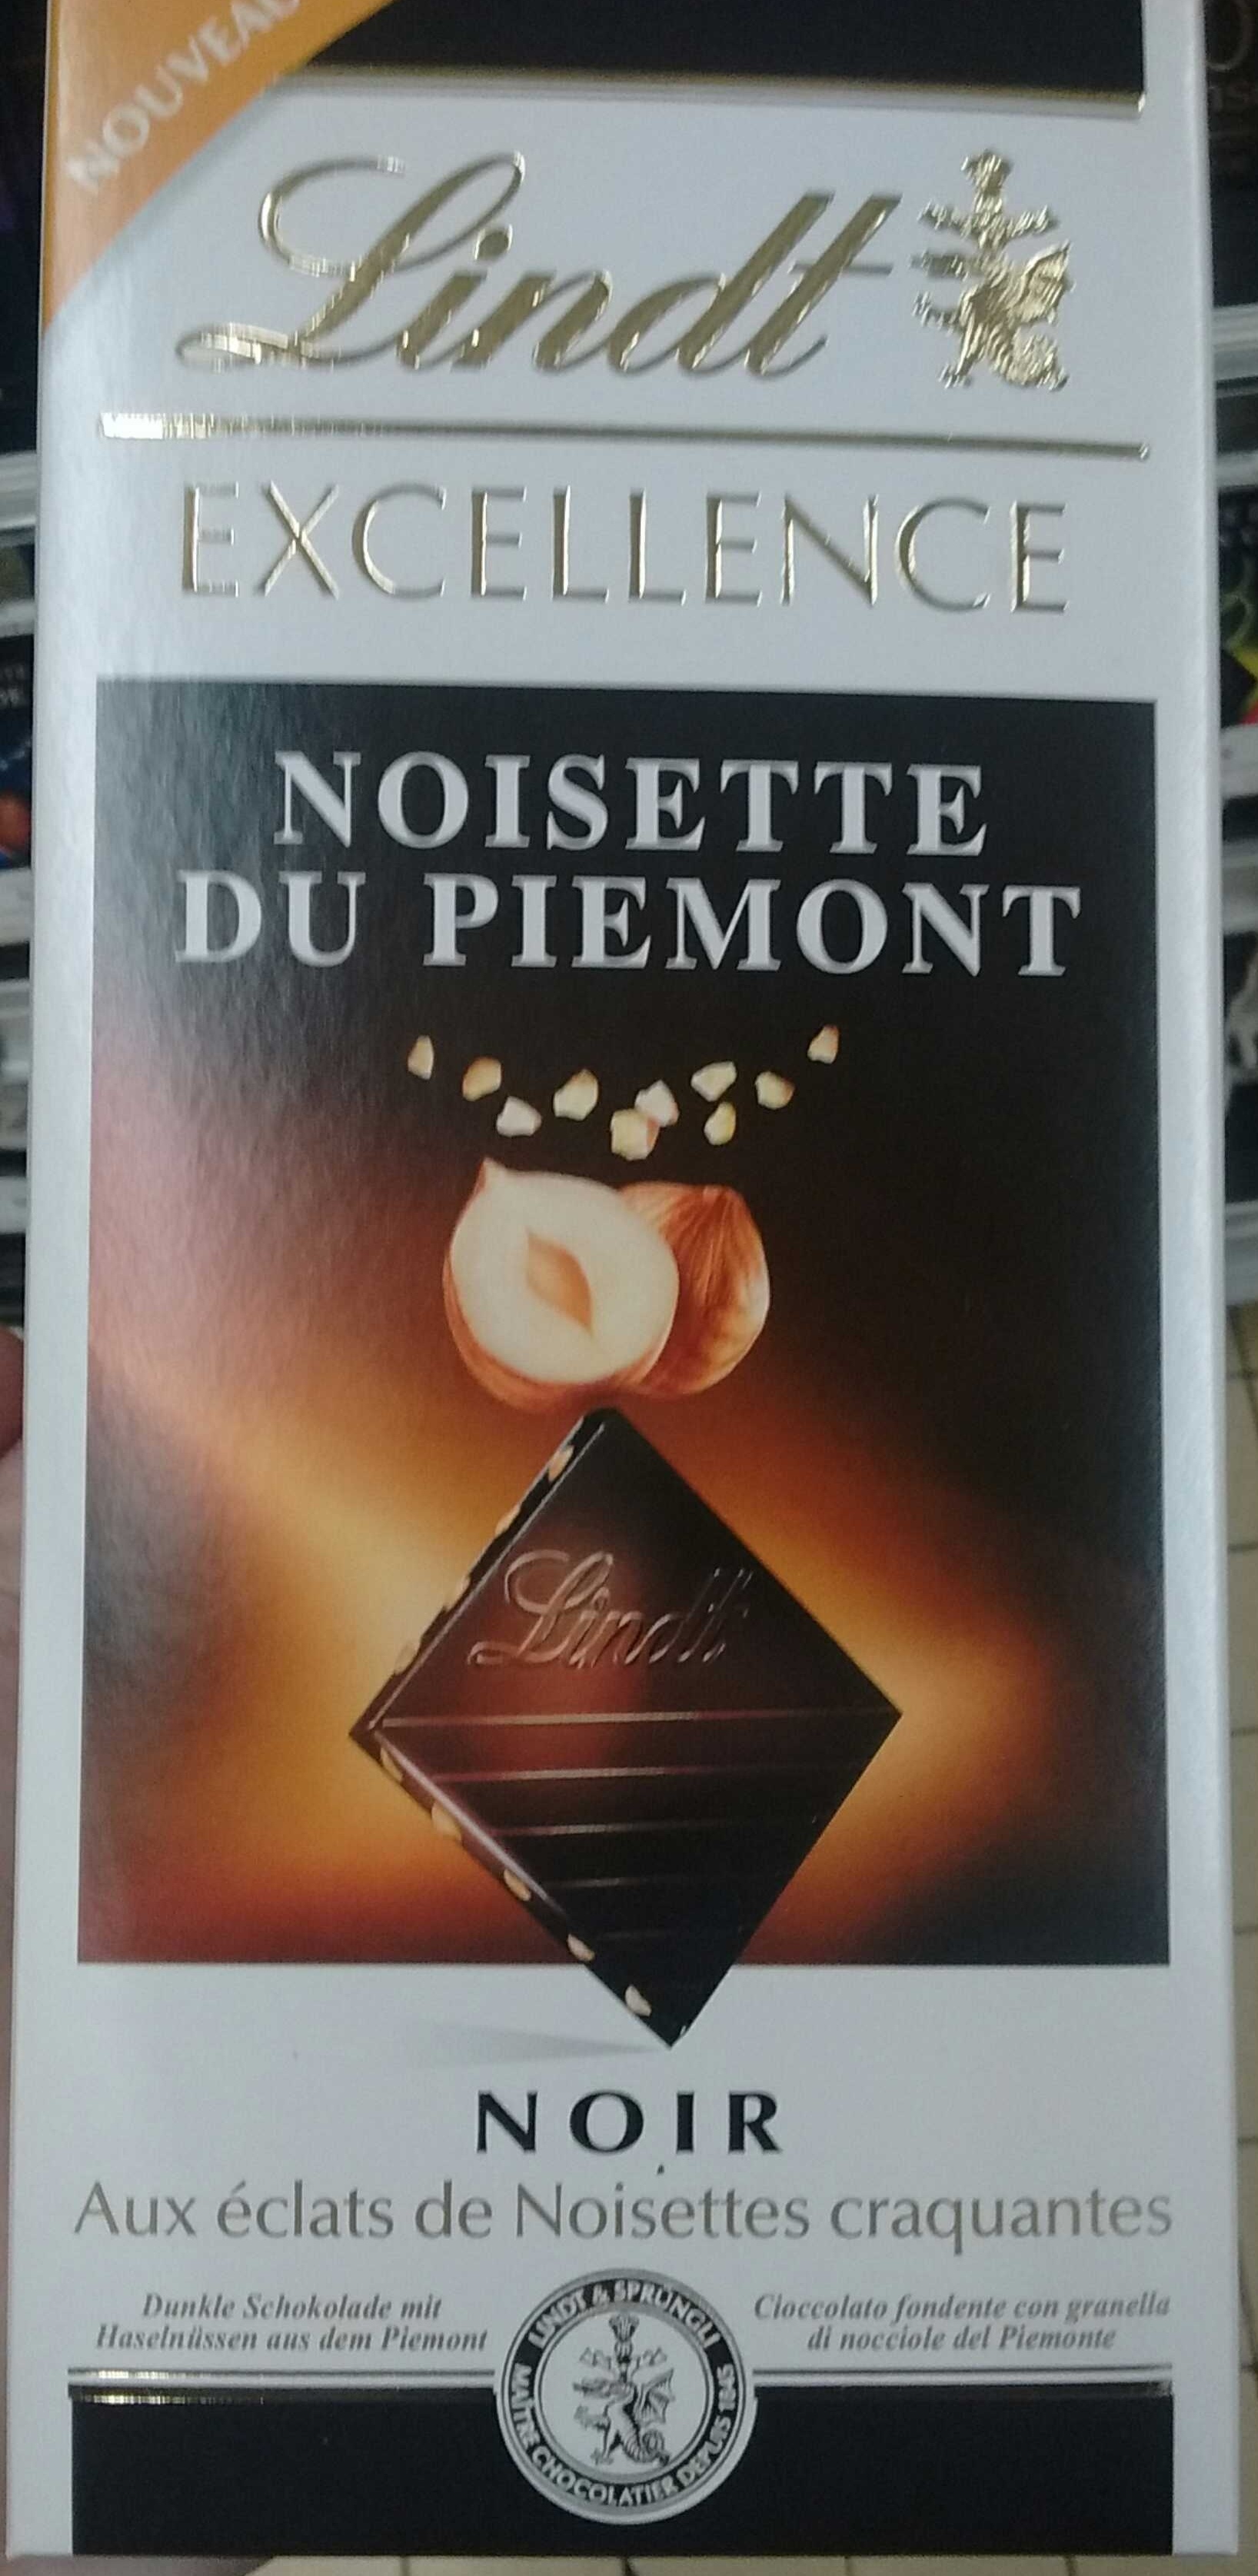 NOUVEAU
Lindt
EXCELLENCE
NOISETTE
DU PIEMONT
Lindt
NOIR
Aux éclats de Noisettes craquantes
Dunkle Schokolade mit
Haselnüssen aus dem Piemont
LINDT & SPRÜNGLI
MAÎTRE CHOCOLATIER DEPUIS 1845
Cioccolato fondente con granella
di nocciole del Piemonte